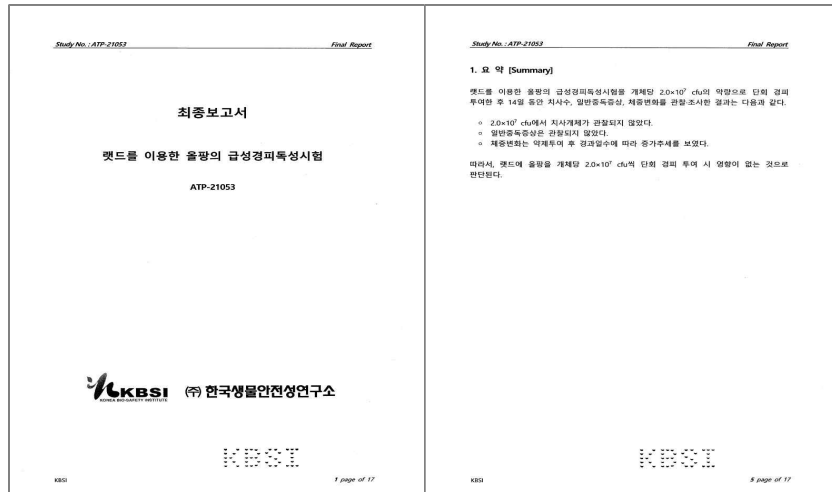 Study No. : ATP-21053
Final Report
최종보고서
랫드를 이용한 올팡의 급성경피독성시험
ATP-21053
KBSI
KOREA BIO-SAFETY INSTITUTE
(주) 한국생물안전성연구소
KBSI
KBSI
1 page of 17
Study No. : ATP-21053
Final Report
1. 요 약 [Summary]
랫드를 이용한 올팡의 급성경피독성시험을 개체당 2.0×10⁷ cfu의 약량으로 단회 경피
투여한 후 14일 동안 치사수, 일반중독증상, 체중변화를 관찰·조사한 결과는 다음과 같다.
o 2.0×10⁷ cfu에서 치사개체가 관찰되지 않았다.
o 일반중독증상은 관찰되지 않았다.
o 체중변화는 약제투여 후 경과일수에 따라 증가추세를 보였다.
따라서, 랫드에 올팡을 개체당 2.0×10⁷ cfu씩 단회 경피 투여 시 영향이 없는 것으로
판단된다.
KBSI
KBSI
5 page of 17